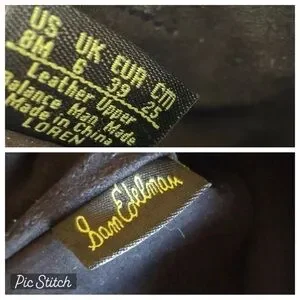 US UK EUR CM
8M 6 39 25
Leather Upper
Balance Man Made
Made in China
LOREN
Sam Edelman
Pic Stitch